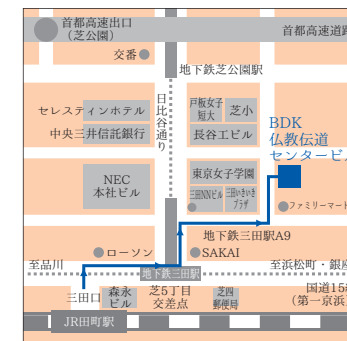 首都高速出口
(芝公園)
首都高速道路
交番
地下鉄芝公園駅
日比谷通り
セレスティンホテル
中央三井信託銀行
戸板女子
短大
芝小
長谷工ビル
BDK
仏教伝道
センタービル
NEC
本社ビル
東京女子学園
三田NNビル
三田いきいき
プラザ
ファミリーマート
地下鉄三田駅A9
ローソン
SAKAI
至品川
地下鉄三田駅
至浜松町・銀座
三田口
森永
ビル
芝5丁目
交差点
芝四
郵便局
国道15
(第一京浜)
JR田町駅